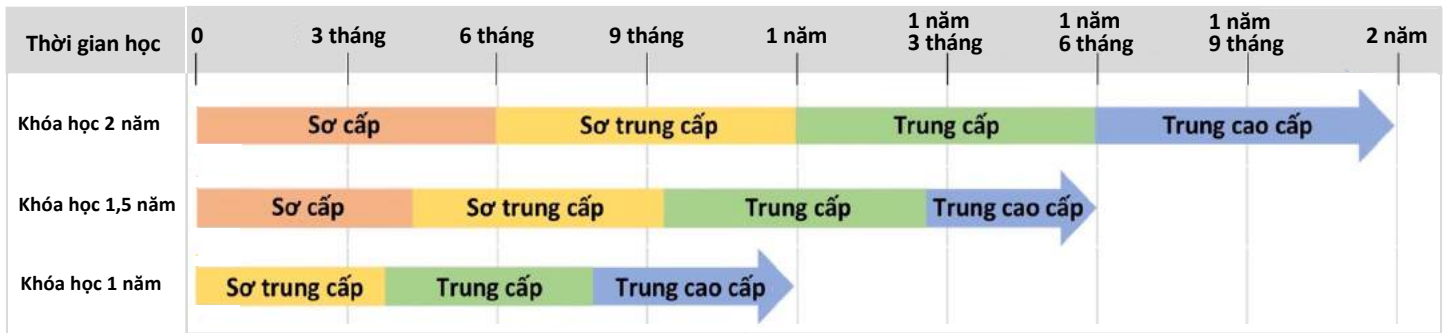 Thời gian học
0
3 tháng
6 tháng
9 tháng
1 năm
1 năm
3 tháng
1 năm
6 tháng
1 năm
9 tháng
2 năm
Khóa học 2 năm
Sơ cấp
Sơ trung cấp
Trung cấp
Trung cao cấp
Khóa học 1,5 năm
Sơ cấp
Sơ trung cấp
Trung cấp
Trung cao cấp
Khóa học 1 năm
Sơ trung cấp
Trung cấp
Trung cao cấp